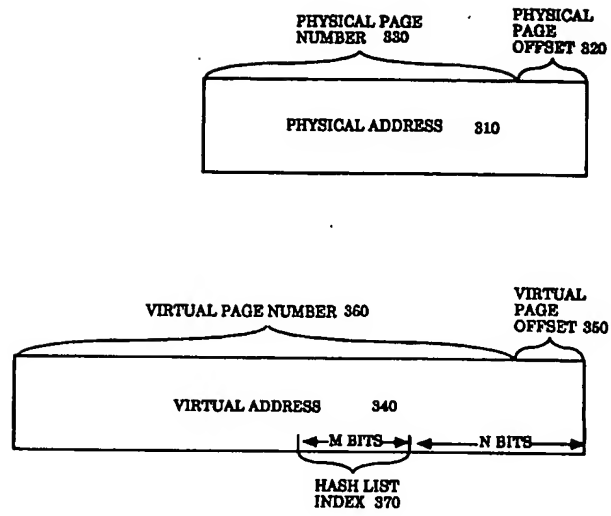 PHYSICAL PAGE
NUMBER 330
PHYSICAL
PAGE
OFFSET 320
PHYSICAL ADDRESS 310
VIRTUAL PAGE NUMBER 360
VIRTUAL
PAGE
OFFSET 350
VIRTUAL ADDRESS 340
M BITS
N BITS
HASH LIST
INDEX 370